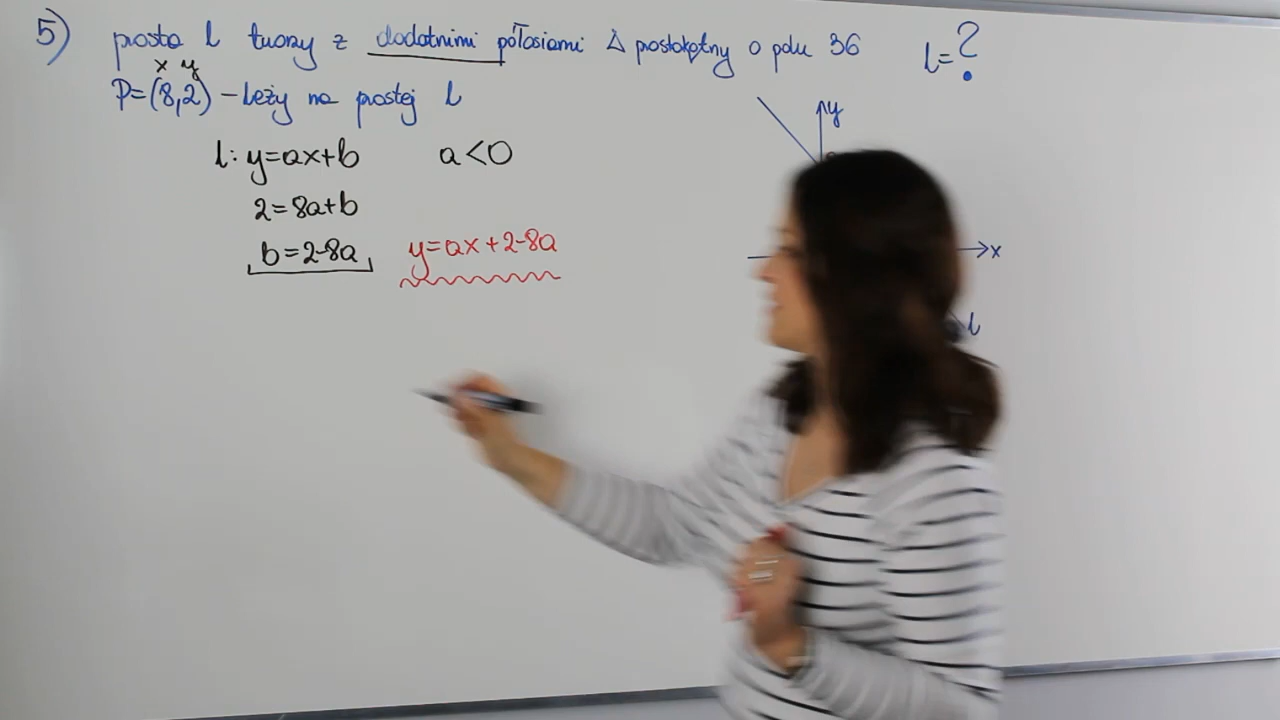 5) prosta l tworzy z dodatnimi półosiami Δ prostokątny o polu 36 l=?
x y
P=(8,2) – leży na prostej l
l: y=ax+b a<0
2=8a+b
b=2-8a y=ax+2-8a
y
x
l